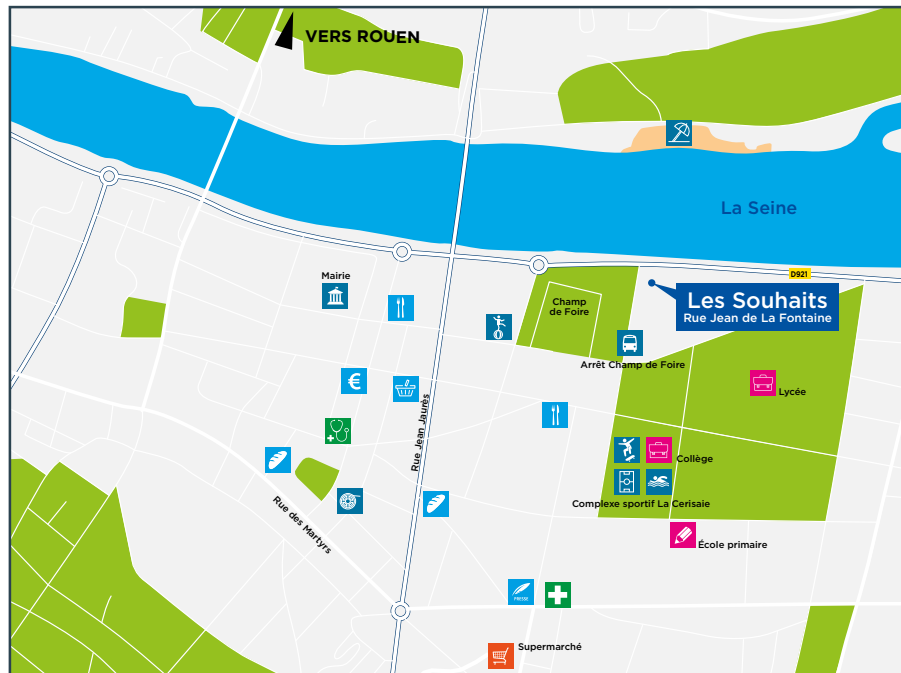 VERS ROUEN
La Seine
D921
Mairie
Les Souhaits
Rue Jean de La Fontaine
Champ
de Foire
Arrêt Champ de Foire
€
Lycée
Rue Jean Jaurès
Collège
Rue des Martyrs
Complexe sportif La Cerisaie
École primaire
PRESSE
Supermarché